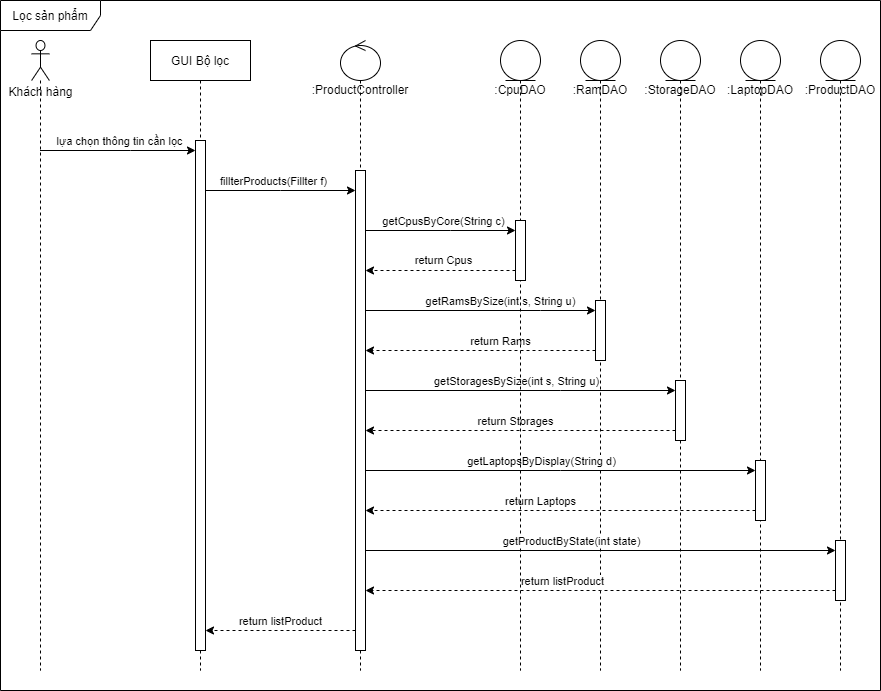 Lọc sản phẩm
Khách hảng
GUI Bộ lọc
:ProductController
:CpuDAO
:RamDAO
:StorageDAO
:LaptopDAO
:ProductDAO
lựa chọn thông tin cần lọc
fillterProducts(Fillter f)
getCpusByCore(String c)
return Cpus
getRamsBySize(int s, String u)
return Rams
getStoragesBySize(int s, String u)
return Storages
getLaptopsByDisplay(String d)
return Laptops
getProductByState(int state)
return listProduct
return listProduct